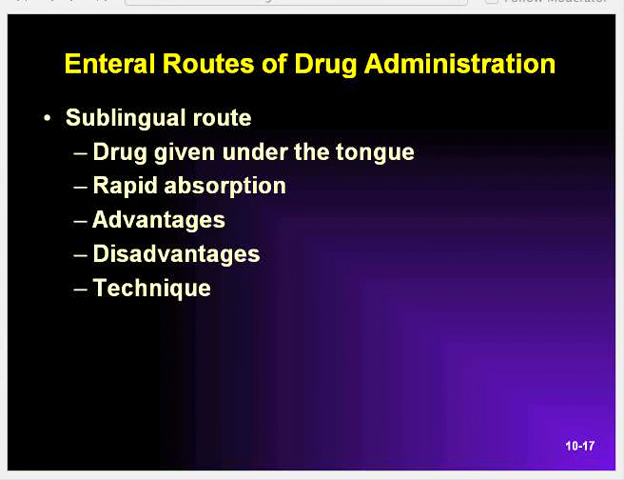 Enteral Routes of Drug Administration
• Sublingual route
– Drug given under the tongue
– Rapid absorption
– Advantages
– Disadvantages
– Technique
10-17